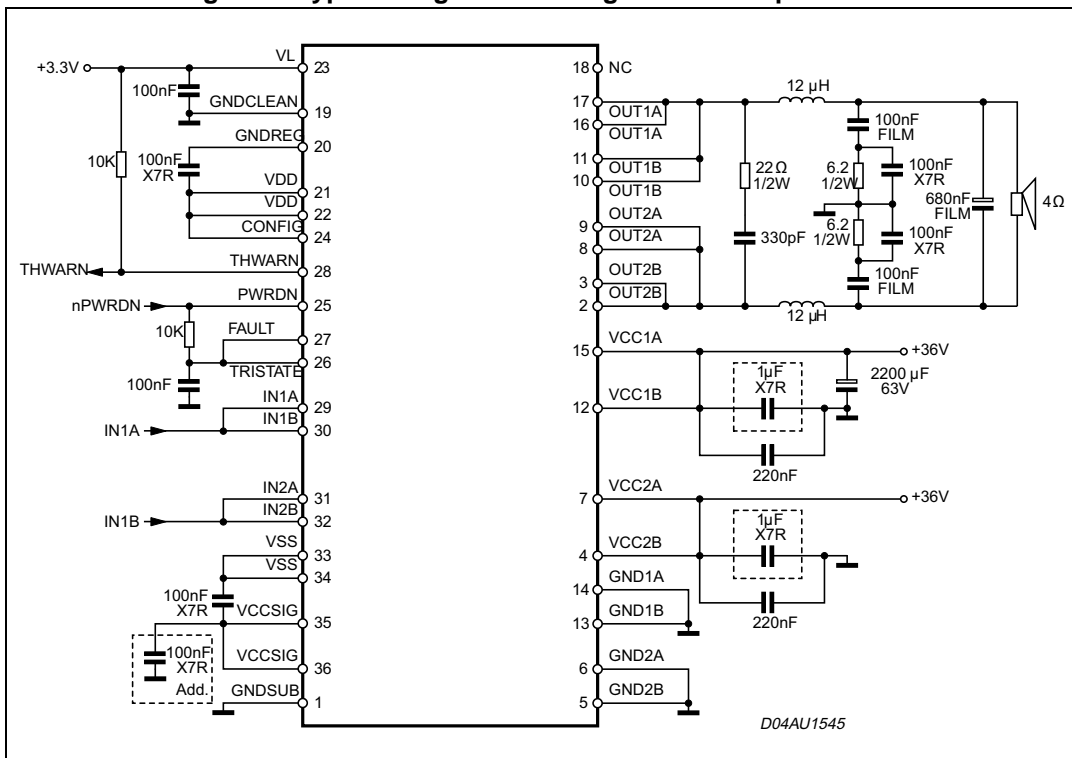 +3.3V
VL
23
100nF
GNDCLEAN
19
GNDREG
20
10K
100nF
X7R
VDD
21
VDD
22
CONFIG
24
THWARN
THWARN
28
nPWRDN
PWRDN
25
10K
FAULT
27
26
TRISTATE
100nF
IN1A
29
IN1A
IN1B
30
IN2A
31
IN1B
IN2B
32
VSS
33
VSS
34
100nF
X7R
VCCSIG
35
100nF
X7R
Add.
VCCSIG
36
GNDSUB
1
18
NC
17
OUT1A
16
OUT1A
11
OUT1B
10
OUT1B
OUT2A
9
OUT2A
8
OUT2B
3
OUT2B
2
12 µH
22Ω
1/2W
330pF
100nF
FILM
6.2
1/2W
100nF
X7R
6.2
1/2W
100nF
X7R
100nF
FILM
680nF
FILM
4Ω
12 µH
VCC1A
15
+36V
1µF
X7R
2200 µF
63V
12
VCC1B
220nF
7
VCC2A
+36V
1µF
X7R
4
VCC2B
220nF
GND1A
14
GND1B
13
GND2A
6
GND2B
5
D04AU1545